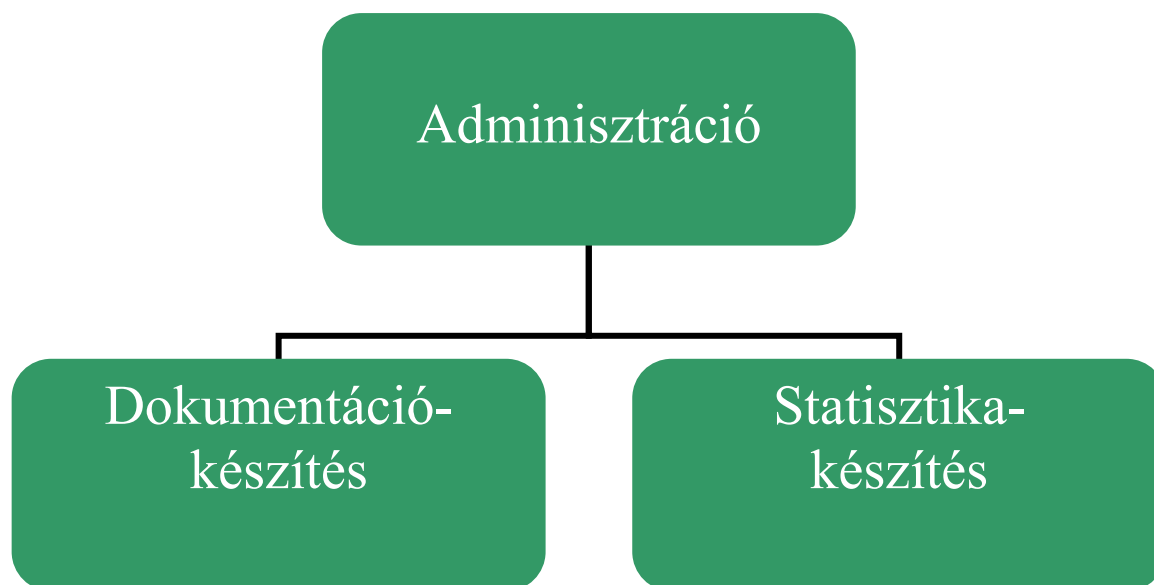 Adminisztráció
Dokumentáció-
készítés
Statisztika-
készítés